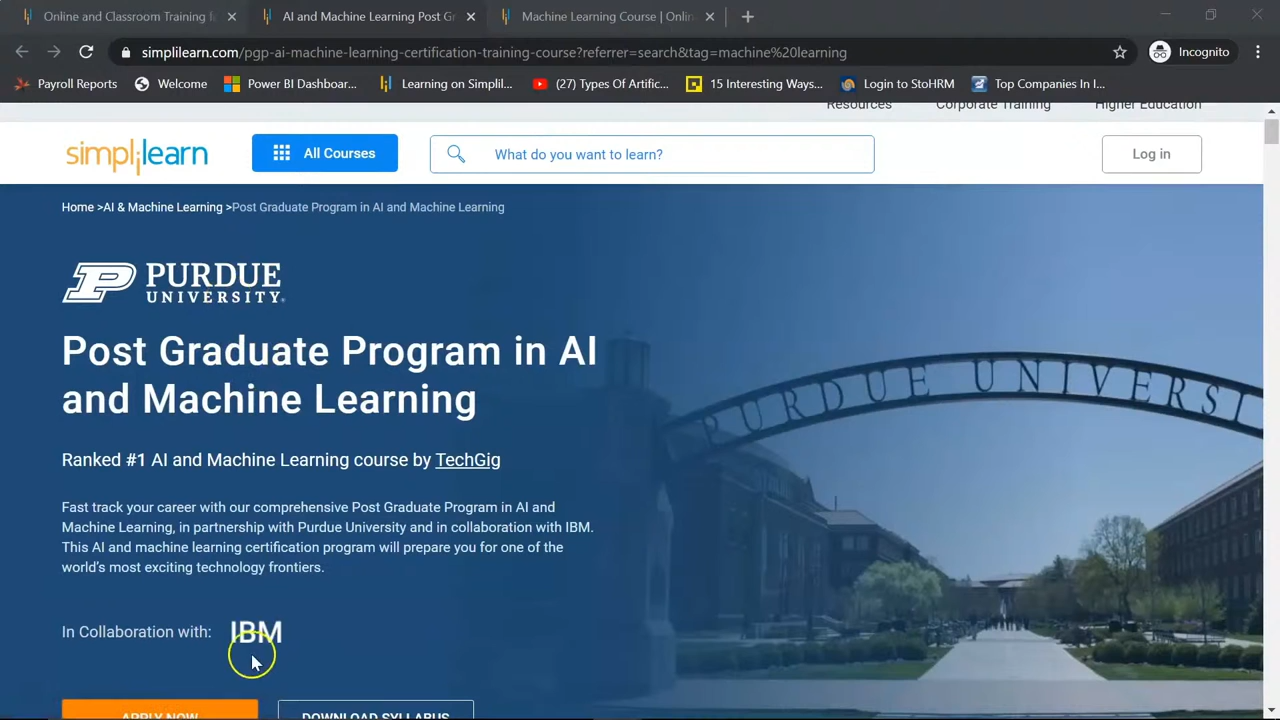 Online and Classroom Training f
AI and Machine Learning Post Gr
Machine Learning Course | Onlin
simplilearn.com/pgp-ai-machine-learning-certification-training-course?referrer=search&tag=machine%20learning
Incognito
Payroll Reports
Welcome
Power BI Dashboar...
Learning on Simplil...
(27) Types Of Artific...
15 Interesting Ways...
Login to StoHRM
Top Companies In I...
Resources
Corporate Training
Higher Education
simplilearn
All Courses
What do you want to learn?
Log in
Home >AI & Machine Learning >Post Graduate Program in AI and Machine Learning
PURDUE
UNIVERSITY®
Post Graduate Program in AI
and Machine Learning
PURDUE UNIVERSI
Ranked #1 AI and Machine Learning course by TechGig
Fast track your career with our comprehensive Post Graduate Program in AI and
Machine Learning, in partnership with Purdue University and in collaboration with IBM.
This AI and machine learning certification program will prepare you for one of the
world's most exciting technology frontiers.
In Collaboration with: IBM
APPLY NOW
DOWNLOAD SYLLABUS